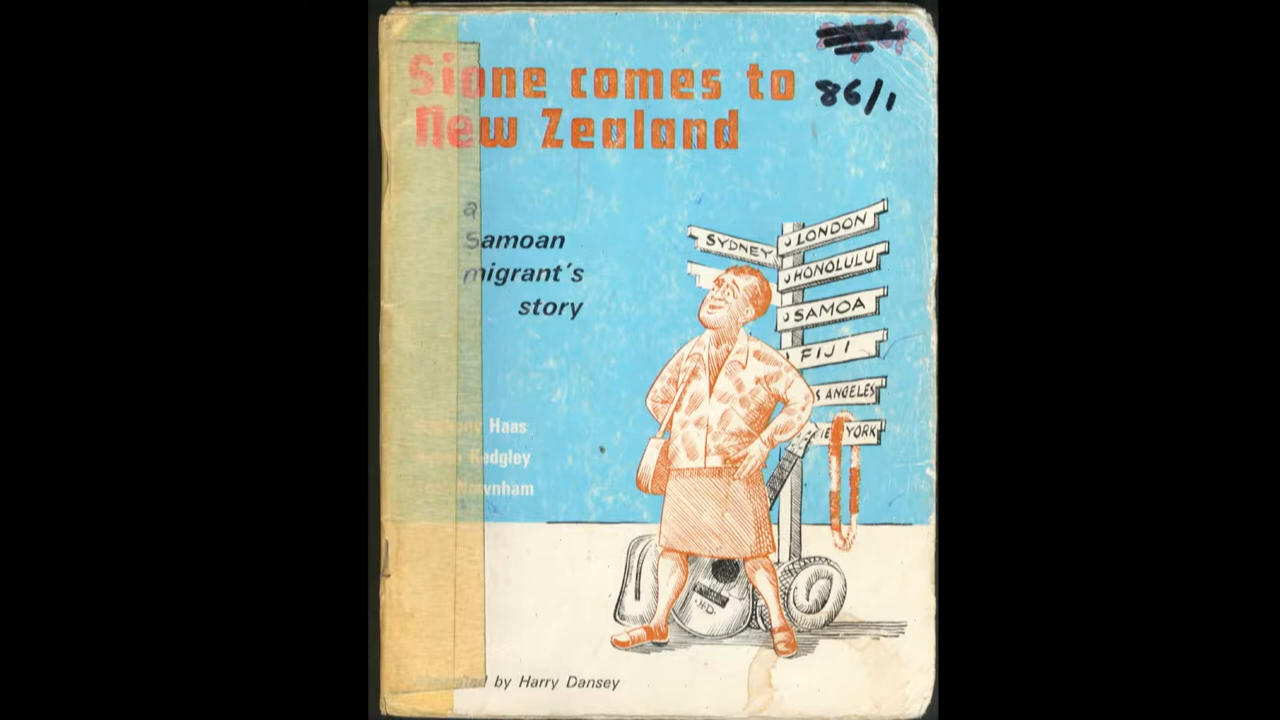 Sione comes to
New Zealand
86/1
a
Samoan
migrant's
story
SYDNEY
LONDON
HONOLULU
SAMOA
FIJI
ANGELES
YORK
Haas
Kedgley
H.D.
by Harry Dansey